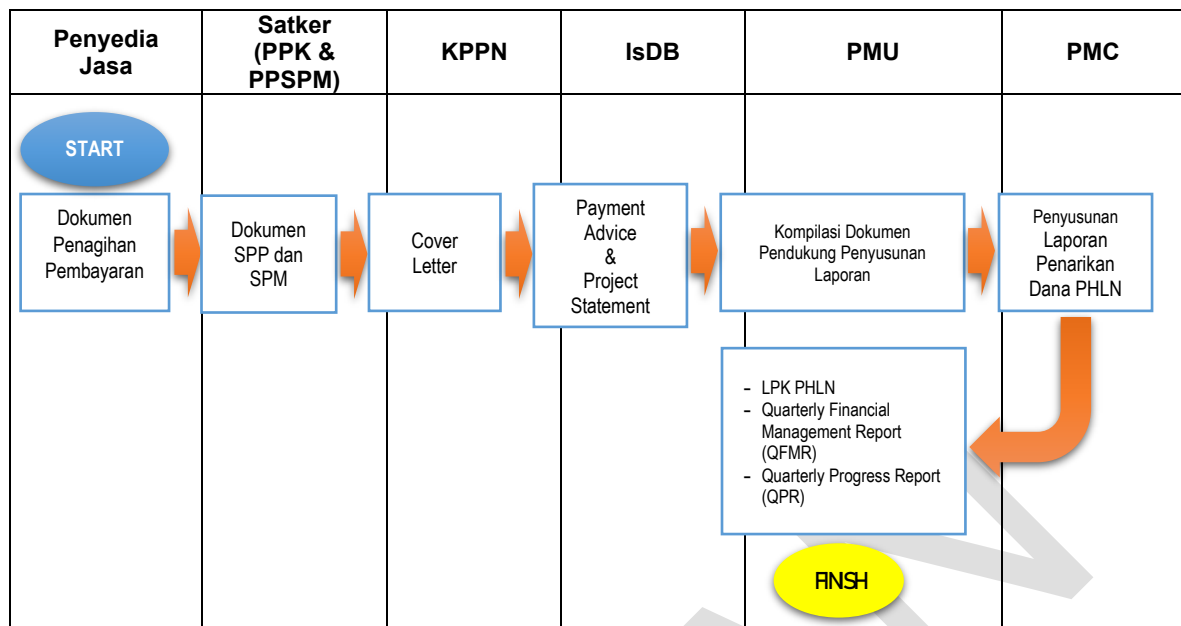 Penyedia
Jasa
Satker
(PPK &
PPSPM)
KPPN
IsDB
PMU
PMC
START
Dokumen
Penagihan
Pembayaran
Dokumen
SPP dan
SPM
Cover
Letter
Payment
Advice
&
Project
Statement
Kompilasi Dokumen
Pendukung Penyusunan
Laporan
Penyusunan
Laporan
Penarikan
Dana PHLN
- LPK PHLN
- Quarterly Financial
Management Report
(QFMR)
- Quarterly Progress Report
(QPR)
FINSH